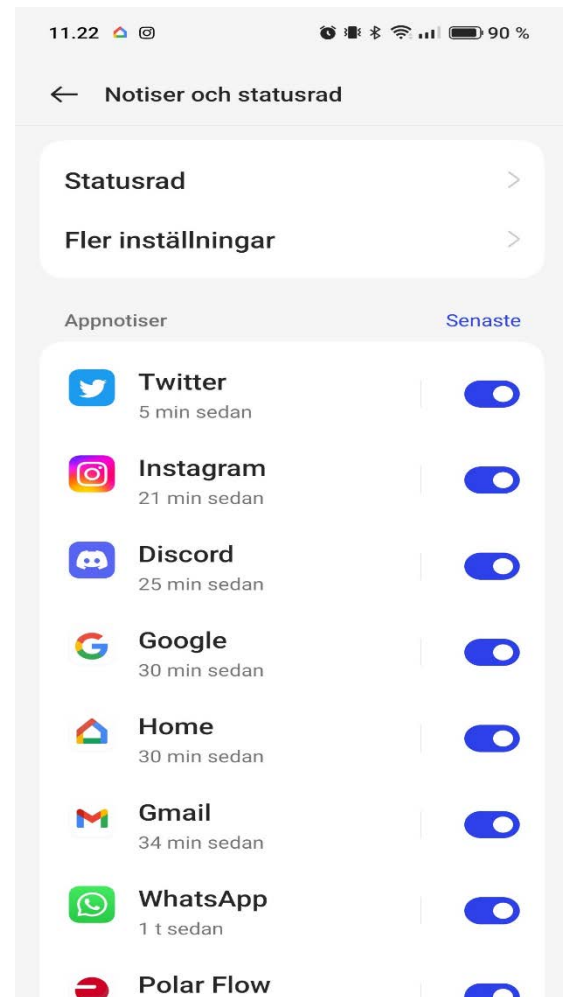 11.22 90 %
Notiser och statusrad
Statusrad
Fler inställningar
Appnotiser Senaste
Twitter
5 min sedan
Instagram
21 min sedan
Discord
25 min sedan
Google
30 min sedan
Home
30 min sedan
Gmail
34 min sedan
WhatsApp
1 t sedan
Polar Flow